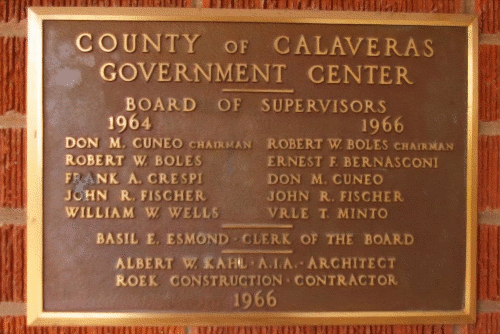 COUNTY OF CALAVERAS
GOVERNMENT CENTER
BOARD OF SUPERVISORS
1964 1966
DON M. CUNEO CHAIRMAN ROBERT W. BOLES CHAIRMAN
ROBERT W. BOLES ERNEST F. BERNASCONI
FRANK A. CRESPI DON M. CUNEO
JOHN R. FISCHER JOHN R. FISCHER
WILLIAM W. WELLS VRLE T. MINTO
BASIL E. ESMOND · CLERK OF THE BOARD
ALBERT W. KAHL · A.I.A. · ARCHITECT
ROEK CONSTRUCTION · CONTRACTOR
1966